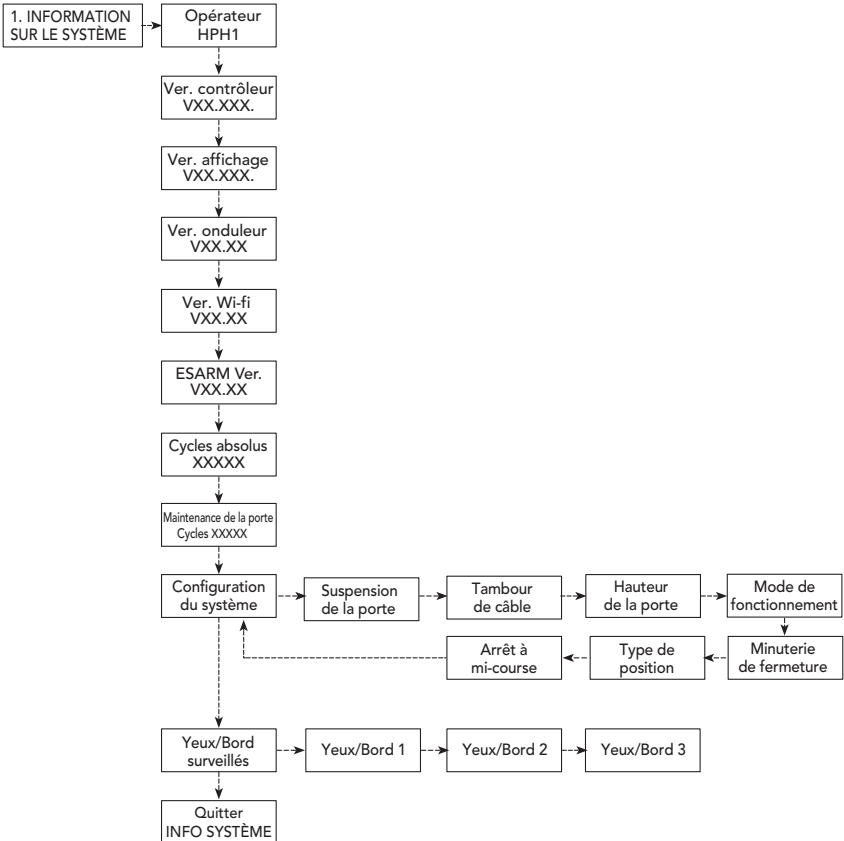 1. INFORMATION
SUR LE SYSTÈME
Opérateur
HPH1
Ver. contrôleur
VXX.XXX.
Ver. affichage
VXX.XXX.
Ver. onduleur
VXX.XX
Ver. Wi-fi
VXX.XX
ESARM Ver.
VXX.XX
Cycles absolus
XXXXX
Maintenance de la porte
Cycles XXXXX
Configuration
du système
Suspension
de la porte
Tambour
de câble
Hauteur
de la porte
Mode de
fonctionnement
Minuterie
de fermeture
Type de
position
Arrêt à
mi-course
Yeux/Bord
surveillés
Yeux/Bord 1
Yeux/Bord 2
Yeux/Bord 3
Quitter
INFO SYSTÈME